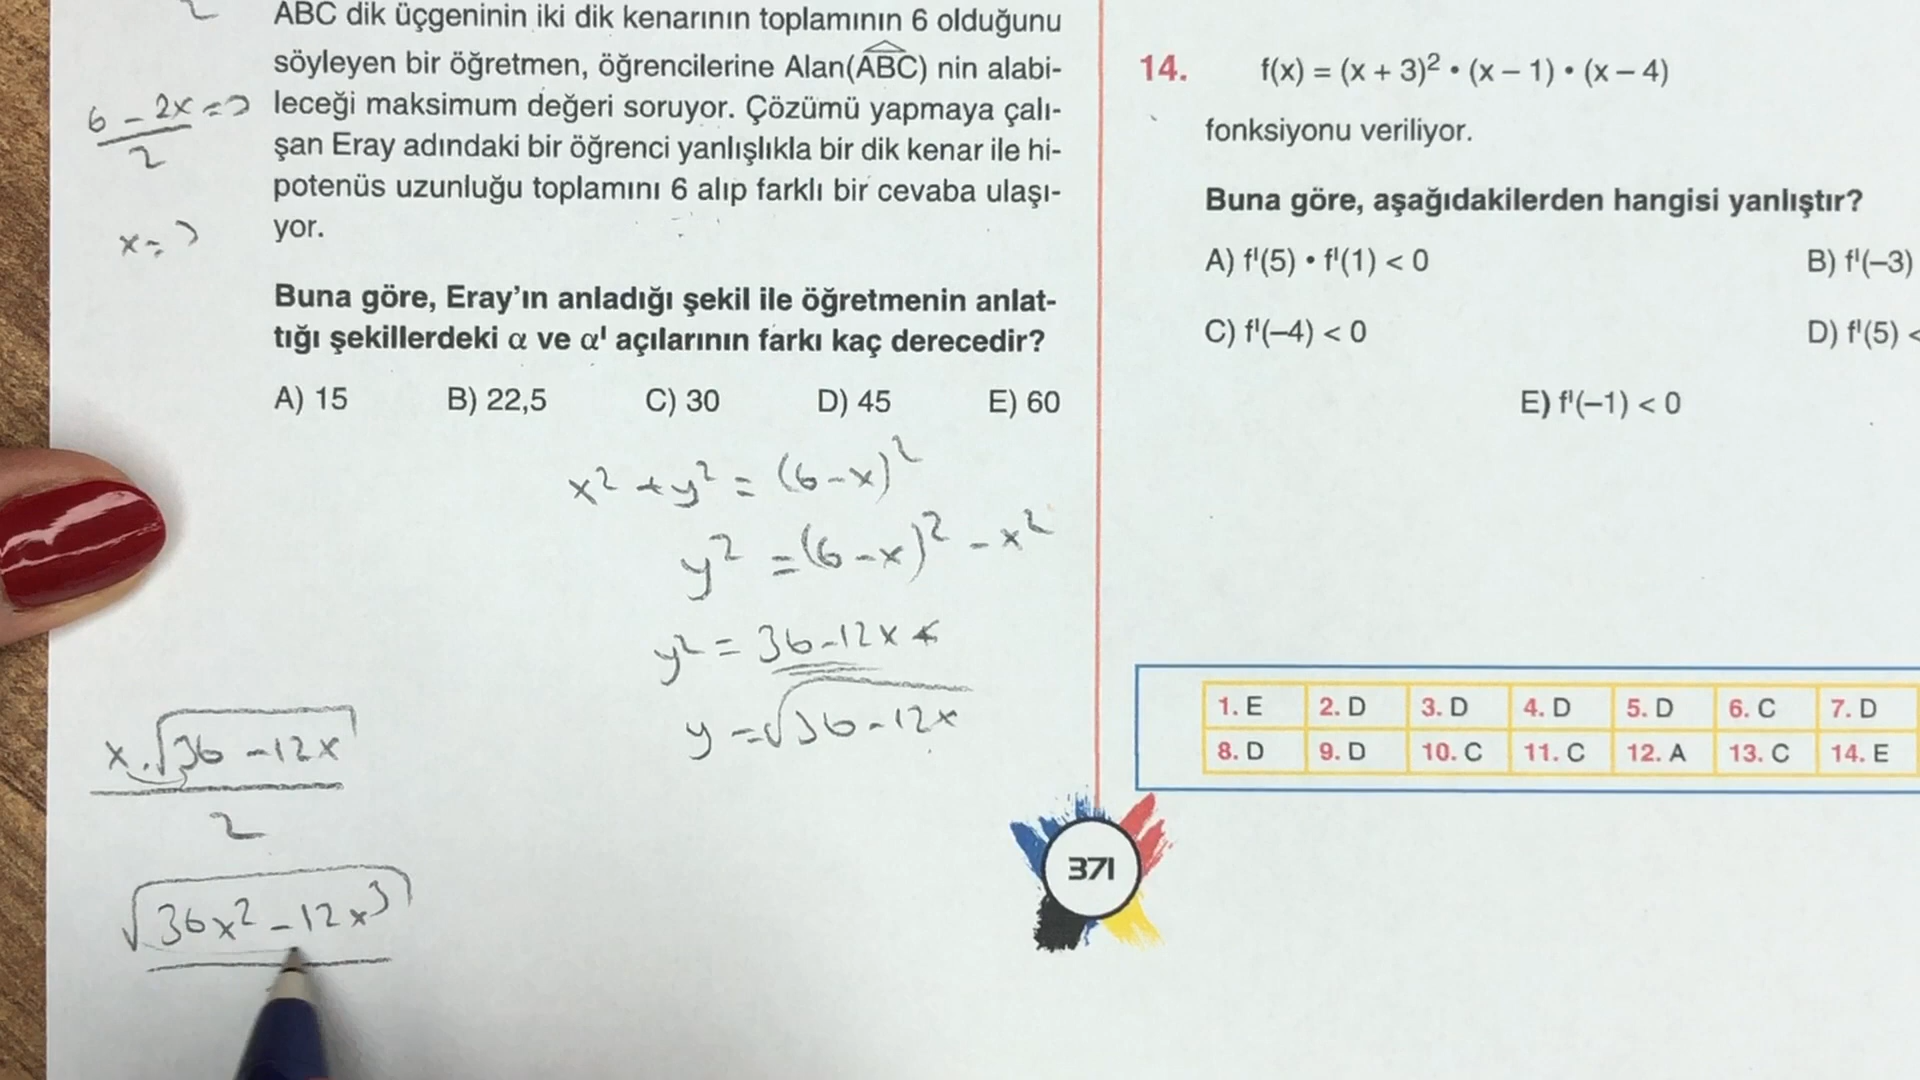 2
ABC dik üçgeninin iki dik kenarının toplamının 6 olduğunu
söyleyen bir öğretmen, öğrencilerine Alan(ABC) nin alabi-
leceği maksimum değeri soruyor. Çözümü yapmaya çalı-
şan Eray adındaki bir öğrenci yanlışlıkla bir dik kenar ile hi-
potenüs uzunluğu toplamını 6 alıp farklı bir cevaba ulaşı-
yor.
6 - 2x =
2
x =
Buna göre, Eray'ın anladığı şekil ile öğretmenin anlat-
tığı şekillerdeki α ve α' açılarının farkı kaç derecedir?
A) 15 B) 22,5 C) 30 D) 45 E) 60
x² + y² = (6-x)²
y² = (6-x)² - x²
y² = 36-12x
y = √36-12x
x.√36-12x
2
√36x²-12x³
14. f(x) = (x + 3)² • (x – 1) • (x – 4)
fonksiyonu veriliyor.
Buna göre, aşağıdakilerden hangisi yanlıştır?
A) f'(5) • f'(1) < 0 B) f'(–3)
C) f'(–4) < 0 D) f'(5) <
E) f'(–1) < 0
1. E 2. D 3. D 4. D 5. D 6. C 7. D
8. D 9. D 10. C 11. C 12. A 13. C 14. E
371